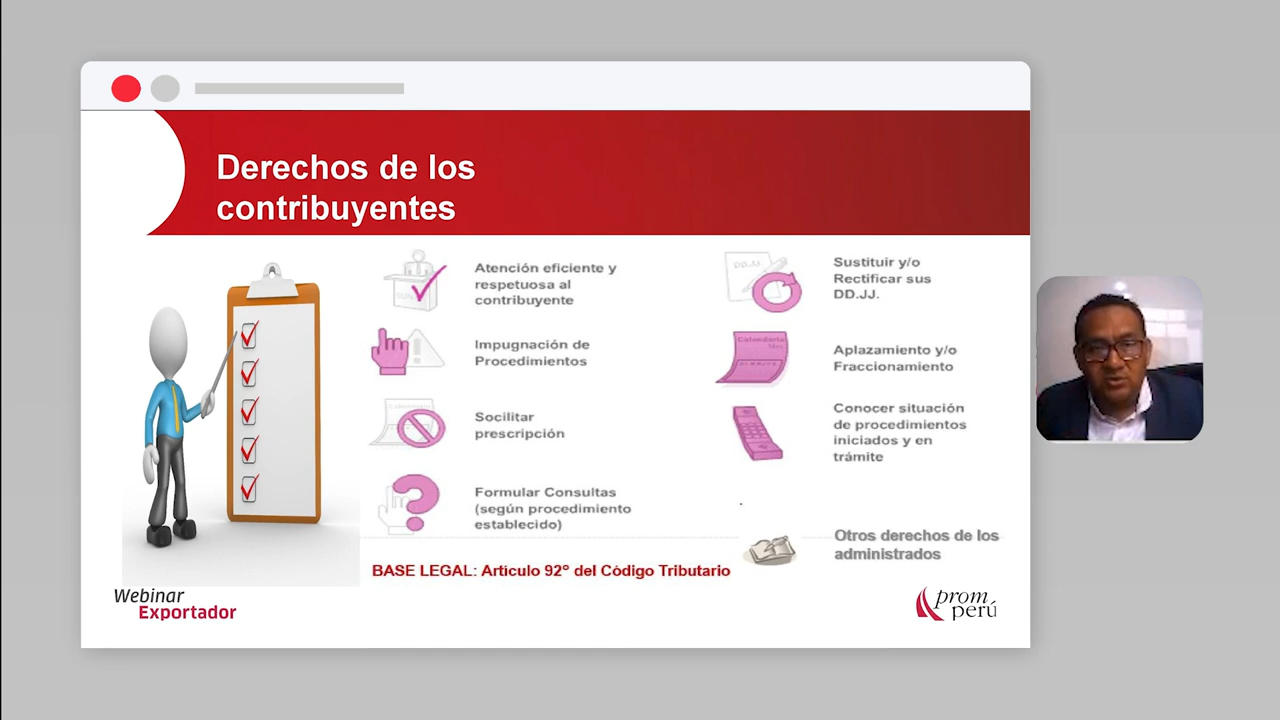 Derechos de los
contribuyentes
Atención eficiente y
respetuosa al
contribuyente
Impugnación de
Procedimientos
Socilitar
prescripción
Formular Consultas
(según procedimiento
establecido)
Sustituir y/o
Rectificar sus
DD.JJ.
Aplazamiento y/o
Fraccionamiento
Conocer situación
de procedimientos
iniciados y en
trámite
Otros derechos de los
administrados
BASE LEGAL: Artículo 92° del Código Tributario
Webinar
Exportador
prom
perú
DD.JJ.
Calendario